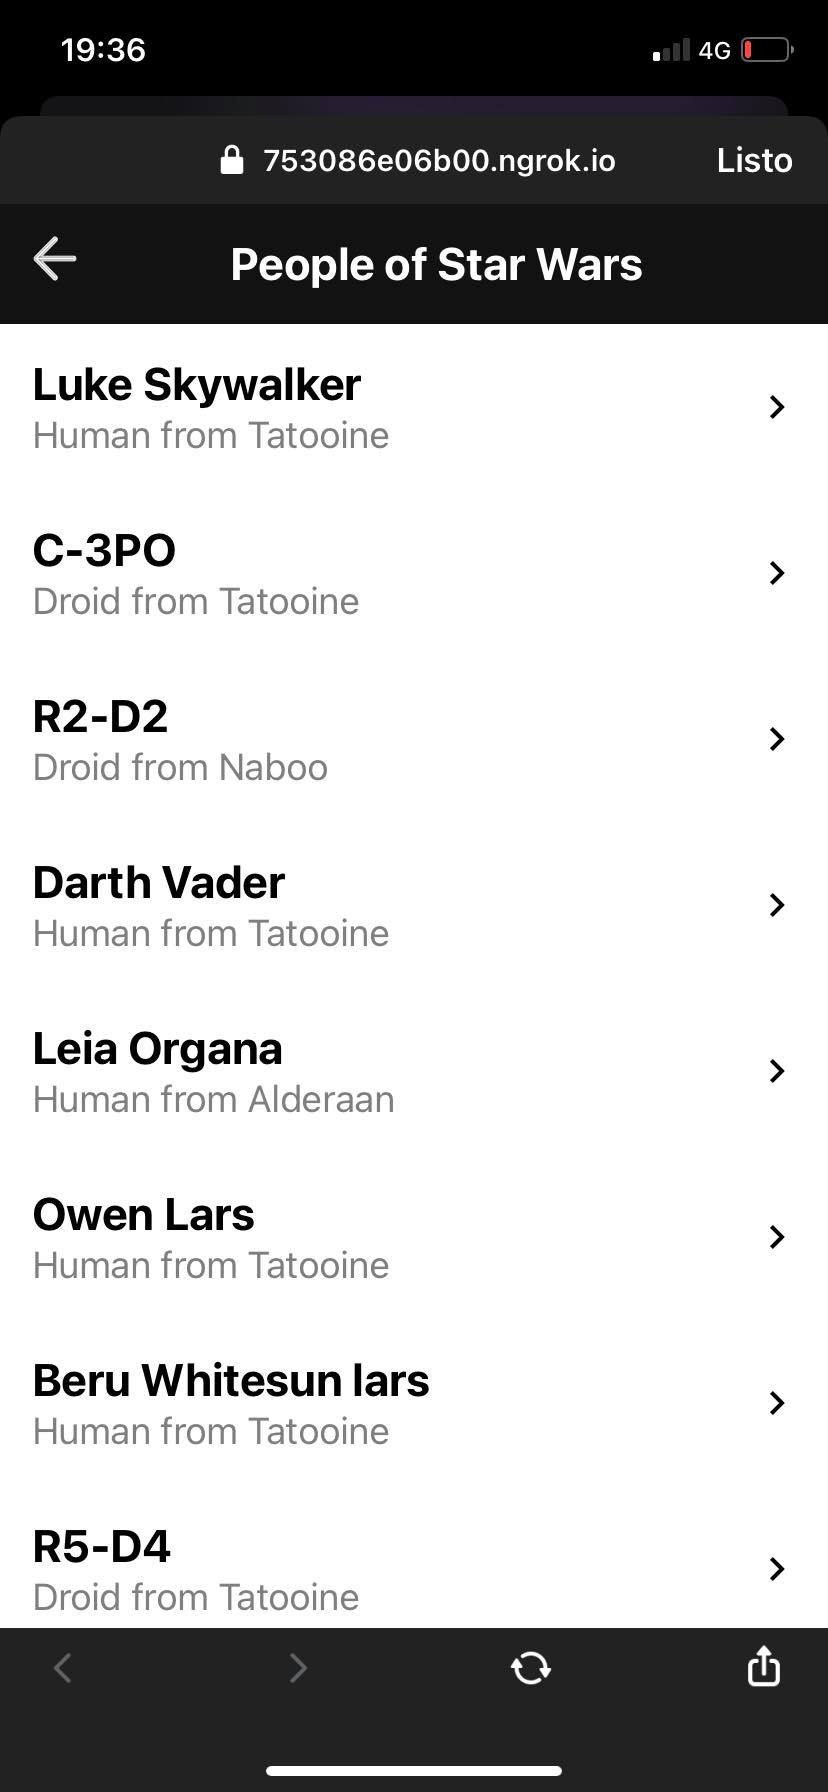 19:36
4G
753086e06b00.ngrok.io
Listo
People of Star Wars
Luke Skywalker
Human from Tatooine
C-3PO
Droid from Tatooine
R2-D2
Droid from Naboo
Darth Vader
Human from Tatooine
Leia Organa
Human from Alderaan
Owen Lars
Human from Tatooine
Beru Whitesun lars
Human from Tatooine
R5-D4
Droid from Tatooine